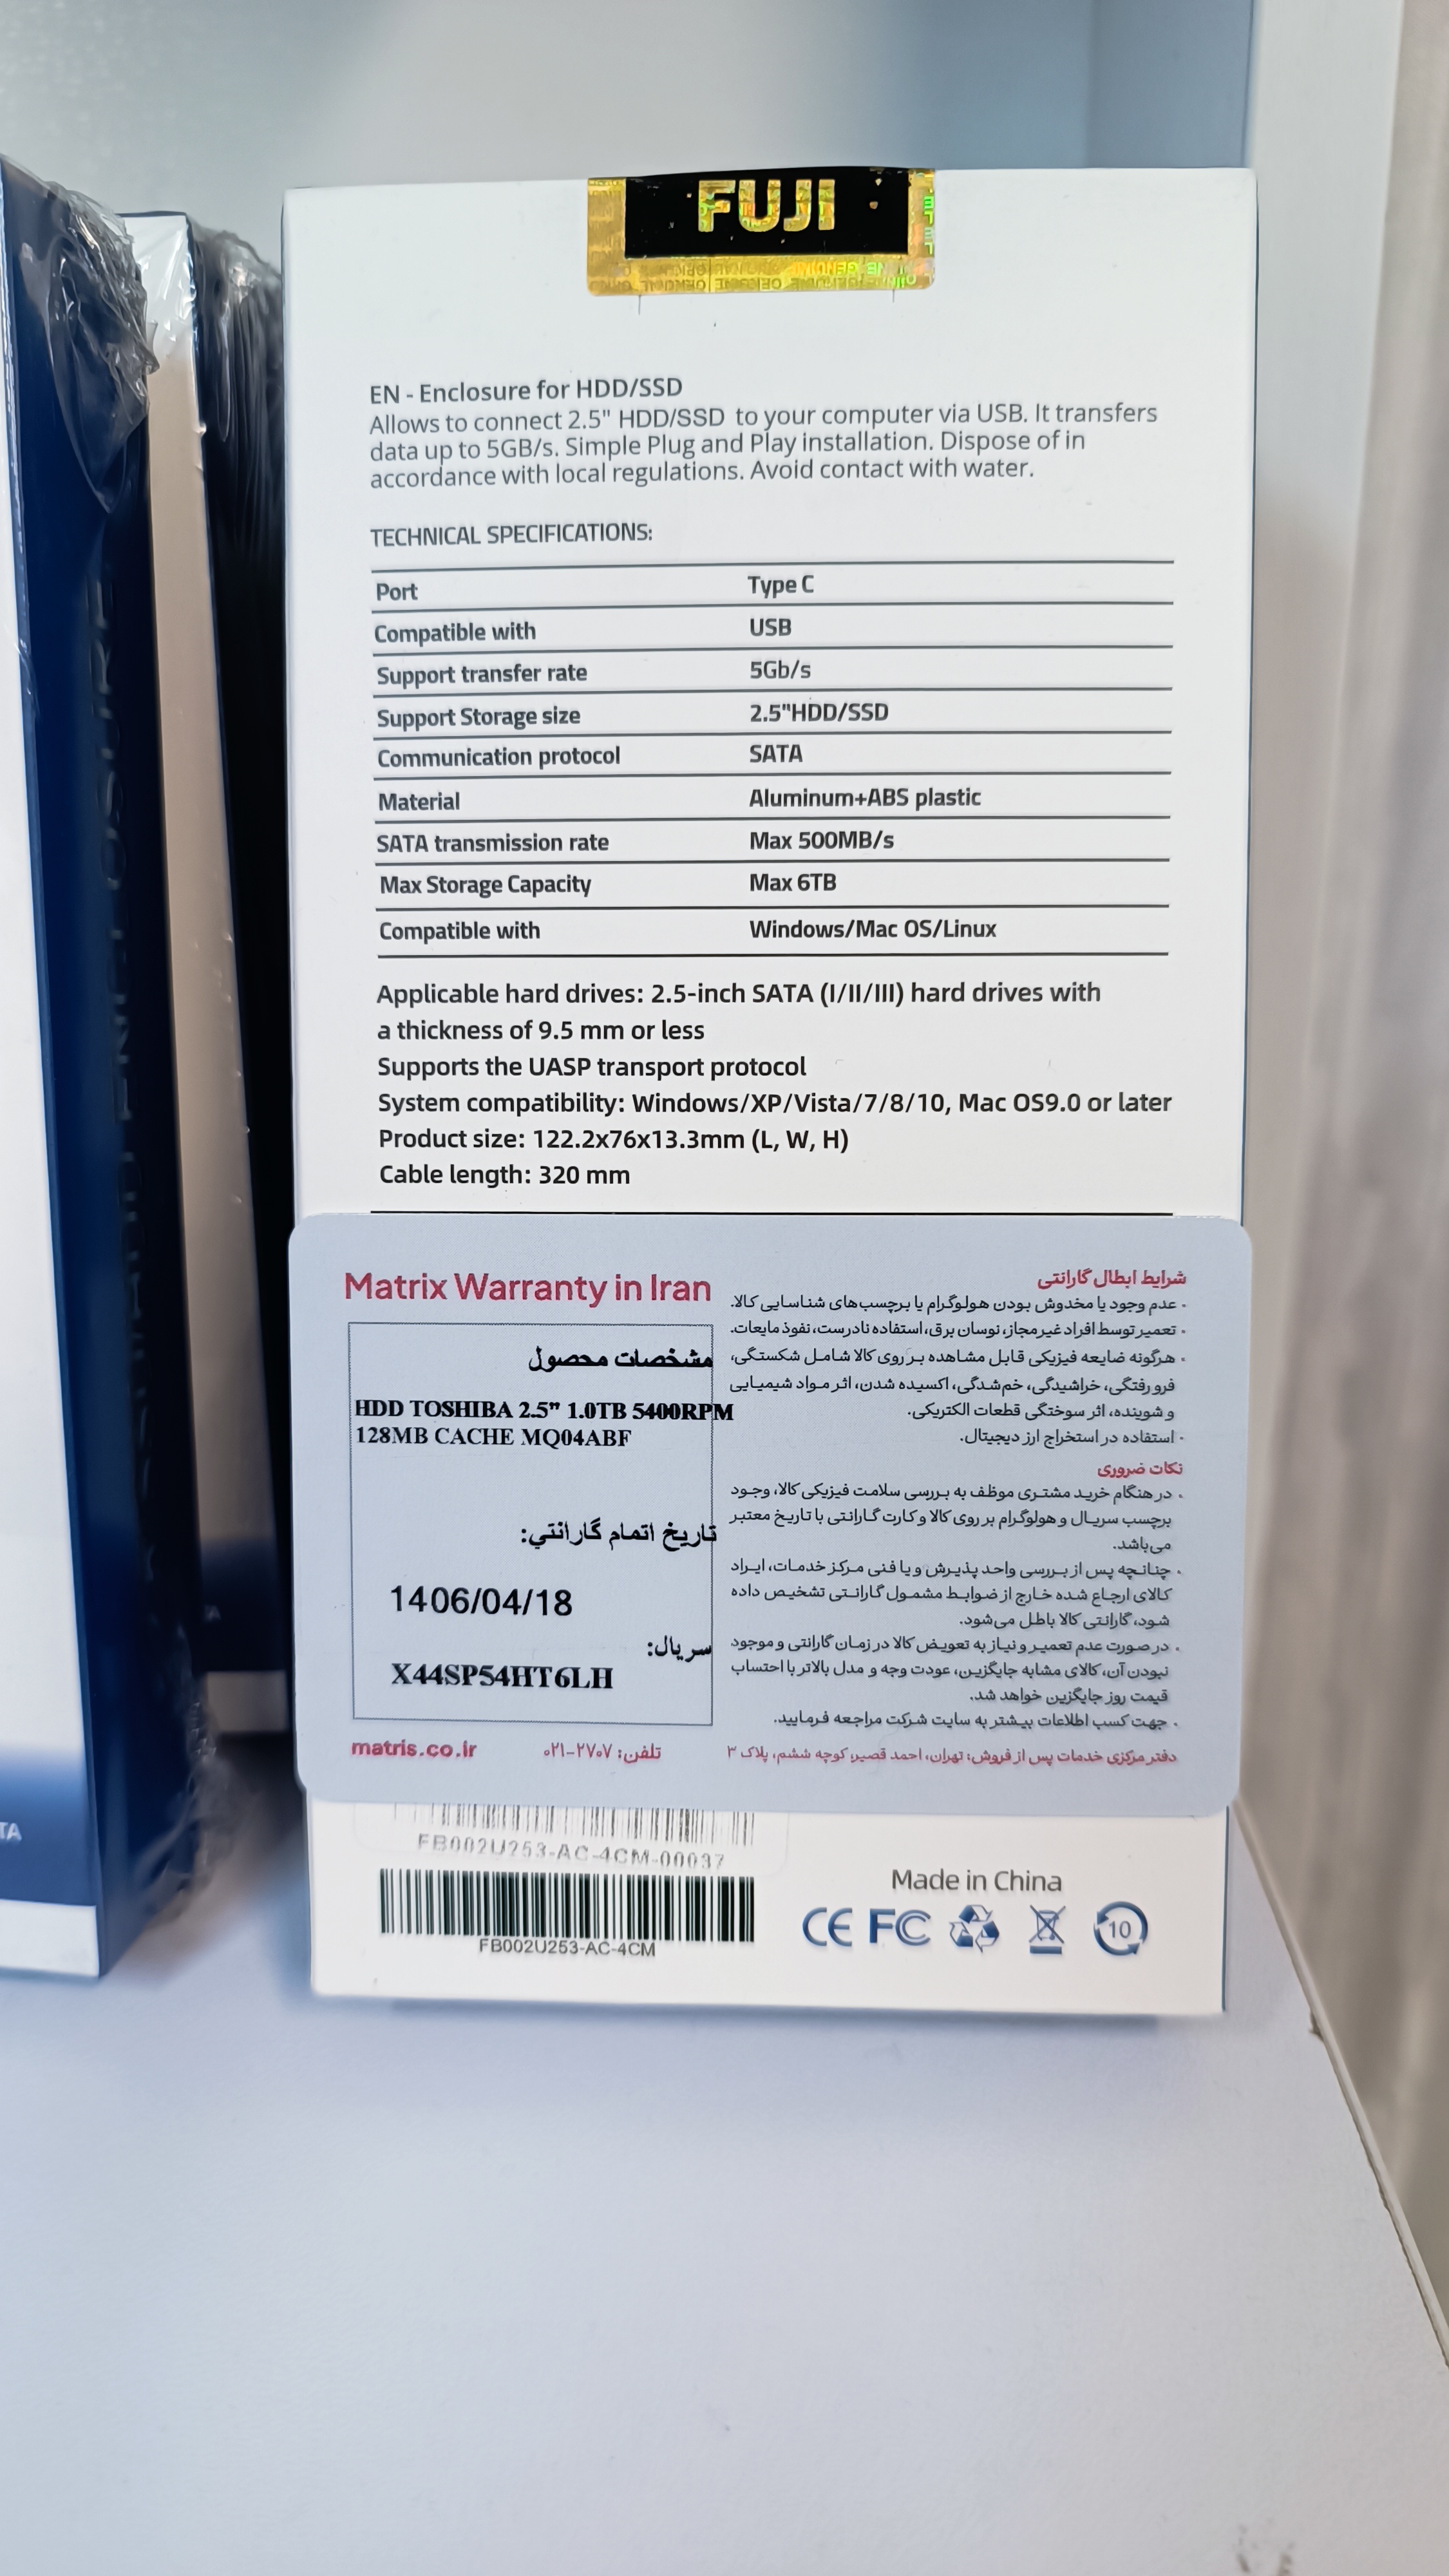 FUJI
EN - Enclosure for HDD/SSD
Allows to connect 2.5" HDD/SSD to your computer via USB. It transfers
data up to 5GB/s. Simple Plug and Play installation. Dispose of in
accordance with local regulations. Avoid contact with water.
TECHNICAL SPECIFICATIONS:
Port Type C
Compatible with USB
Support transfer rate 5Gb/s
Support Storage size 2.5"HDD/SSD
Communication protocol SATA
Material Aluminum+ABS plastic
SATA transmission rate Max 500MB/s
Max Storage Capacity Max 6TB
Compatible with Windows/Mac OS/Linux
Applicable hard drives: 2.5-inch SATA (I/II/III) hard drives with
a thickness of 9.5 mm or less
Supports the UASP transport protocol
System compatibility: Windows/XP/Vista/7/8/10, Mac OS9.0 or later
Product size: 122.2x76x13.3mm (L, W, H)
Cable length: 320 mm
Matrix Warranty in Iran
مشخصات محصول
HDD TOSHIBA 2.5" 1.0TB 5400RPM
128MB CACHE MQ04ABF
تاریخ اتمام گارانتي:
1406/04/18
سریال:
X44SP54HT6LH
شرایط ابطال گارانتی
- عدم وجود یا مخدوش بودن هولوگرام یا برچسب‌های شناسایی کالا.
- تعمیر توسط افراد غیر مجاز، نوسان برق، استفاده نادرست، نفوذ مایعات.
- هرگونه ضایعه فیزیکی قابل مشاهده بر روی کالا شامل شکستگی،
فرو رفتگی، خراشیدگی، خم‌شدگی، اکسیده شدن، اثر مواد شیمیایی
و شوینده، اثر سوختگی قطعات الکتریکی.
- استفاده در استخراج ارز دیجیتال.
نکات ضروری
. در هنگام خرید مشتری موظف به بررسی سلامت فیزیکی کالا، وجود
برچسب سریال و هولوگرام بر روی کالا و کارت گارانتی با تاریخ معتبر
می‌باشد.
. چنانچه پس از بررسی واحد پذیرش و یا فنی مرکز خدمات، ایراد
کالای ارجاع شده خارج از ضوابط مشمول گارانتی تشخیص داده
شود، گارانتی کالا باطل می‌شود.
. در صورت عدم تعمیر و نیاز به تعویض کالا در زمان گارانتی و موجود
نبودن آن، کالای مشابه جایگزین، عودت وجه و مدل بالاتر با احتساب
قیمت روز جایگزین خواهد شد.
. جهت کسب اطلاعات بیشتر به سایت شرکت مراجعه فرمایید.
دفتر مرکزی خدمات پس از فروش: تهران، احمد قصیر، کوچه ششم، پلاک ۳
تلفن: ۰۲۱-۲۷۰۷
matris.co.ir
FB002U253-AC-4CM-00037
FB002U253-AC-4CM
Made in China
CE FC
10
TA